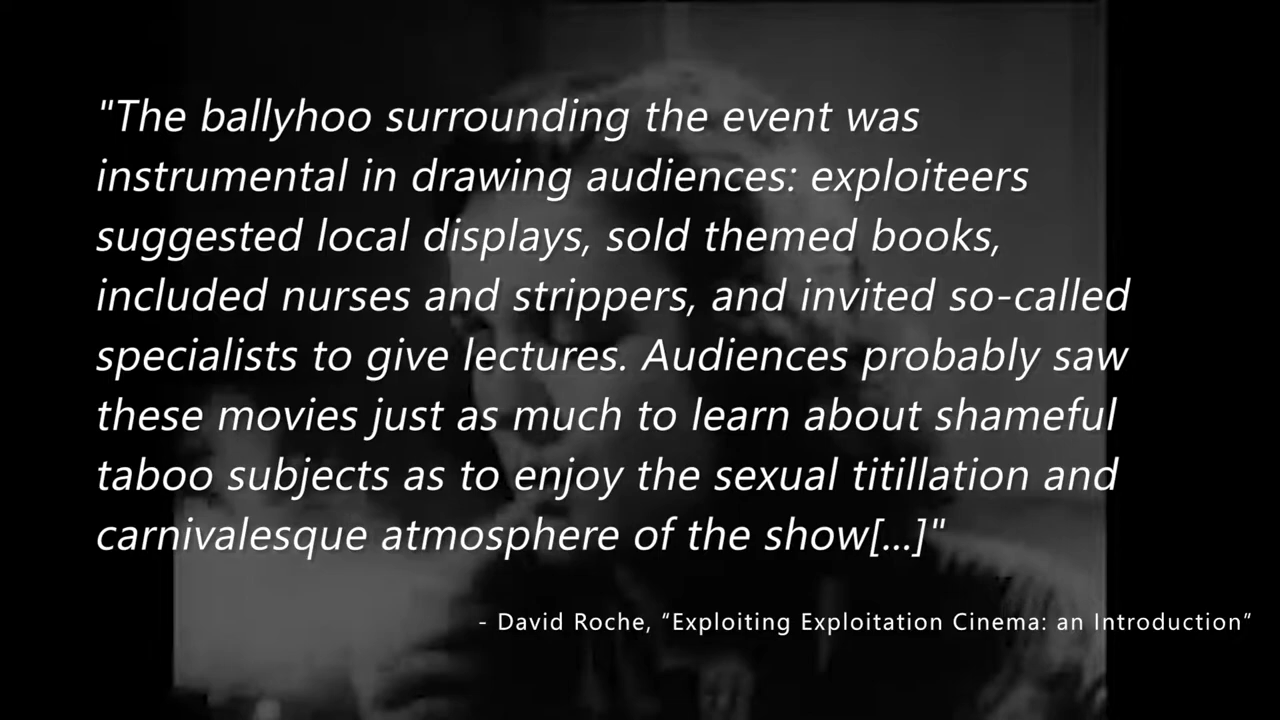 "The ballyhoo surrounding the event was
instrumental in drawing audiences: exploiteers
suggested local displays, sold themed books,
included nurses and strippers, and invited so-called
specialists to give lectures. Audiences probably saw
these movies just as much to learn about shameful
taboo subjects as to enjoy the sexual titillation and
carnivalesque atmosphere of the show[...]"
- David Roche, “Exploiting Exploitation Cinema: an Introduction”